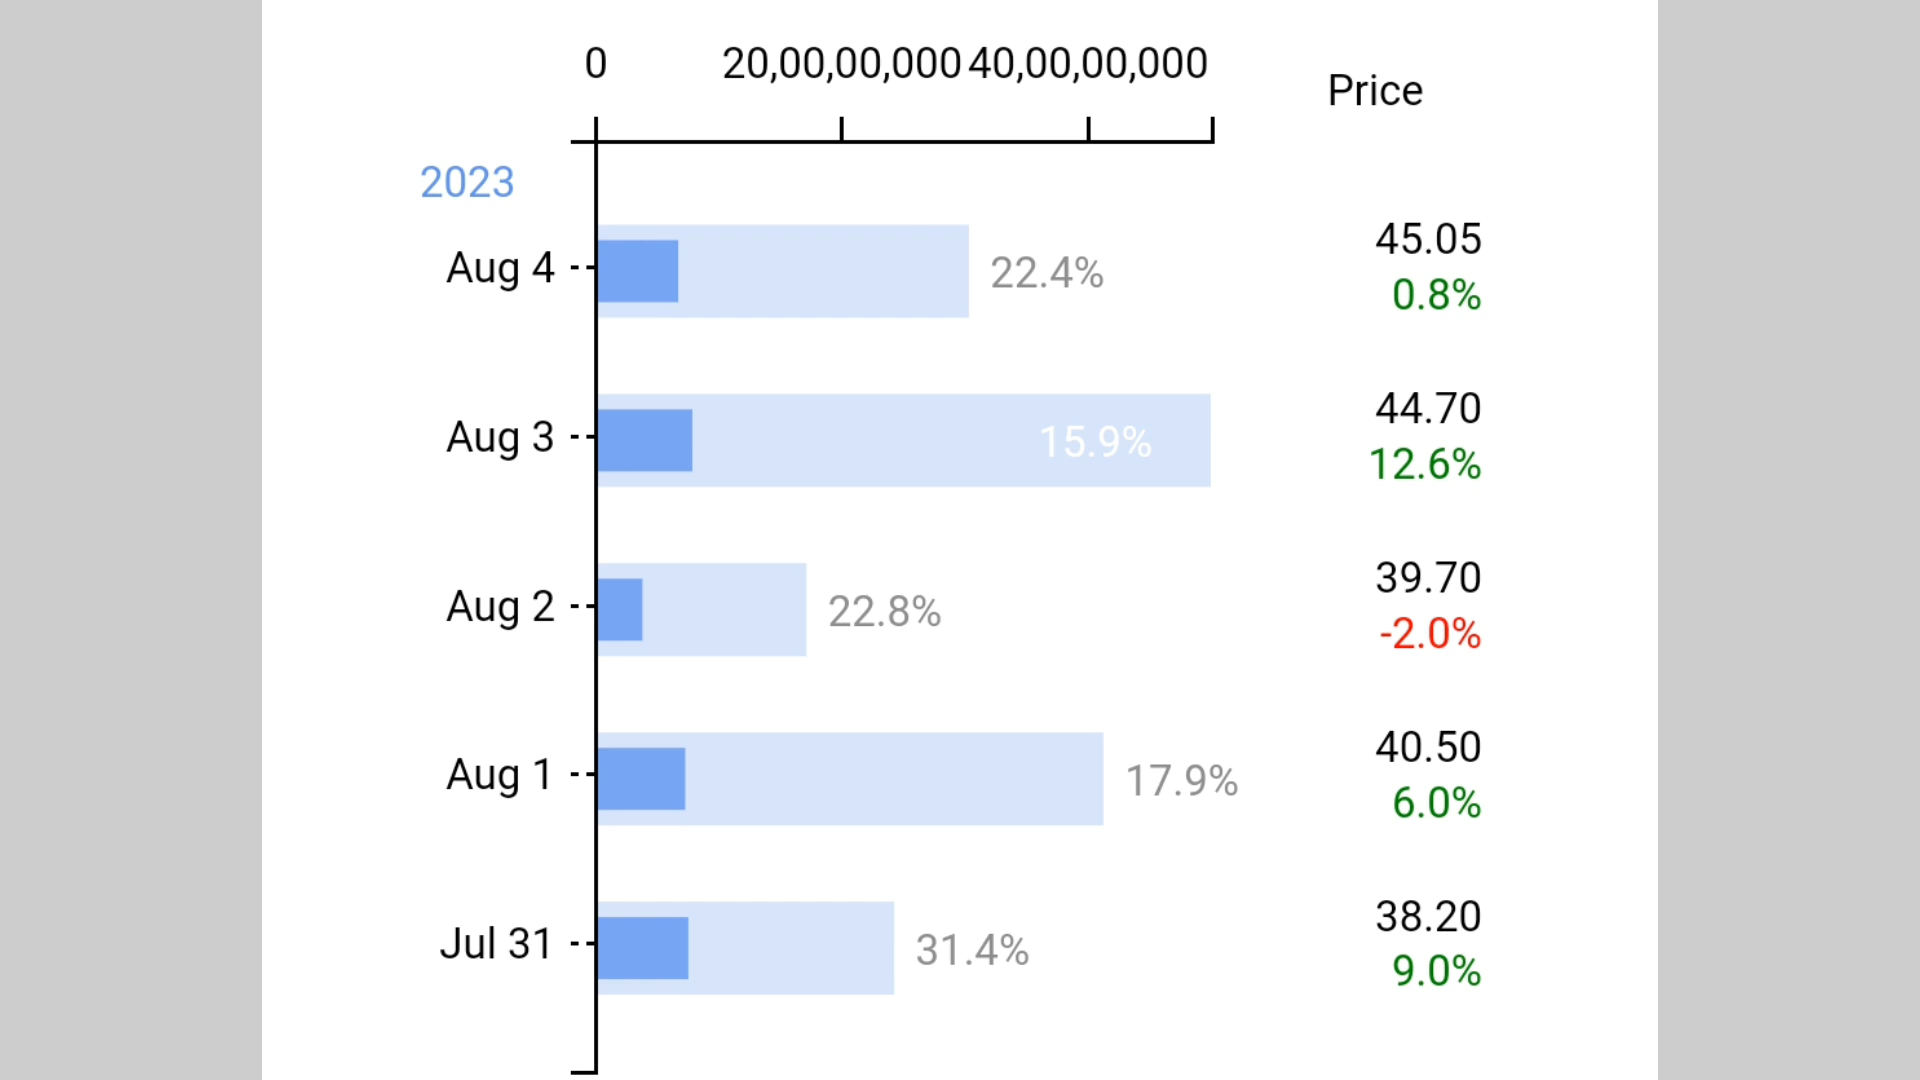 0 20,00,00,000 40,00,00,000
Price
2023
Aug 4 22.4% 45.05
0.8%
Aug 3 15.9% 44.70
12.6%
Aug 2 22.8% 39.70
-2.0%
Aug 1 17.9% 40.50
6.0%
Jul 31 31.4% 38.20
9.0%